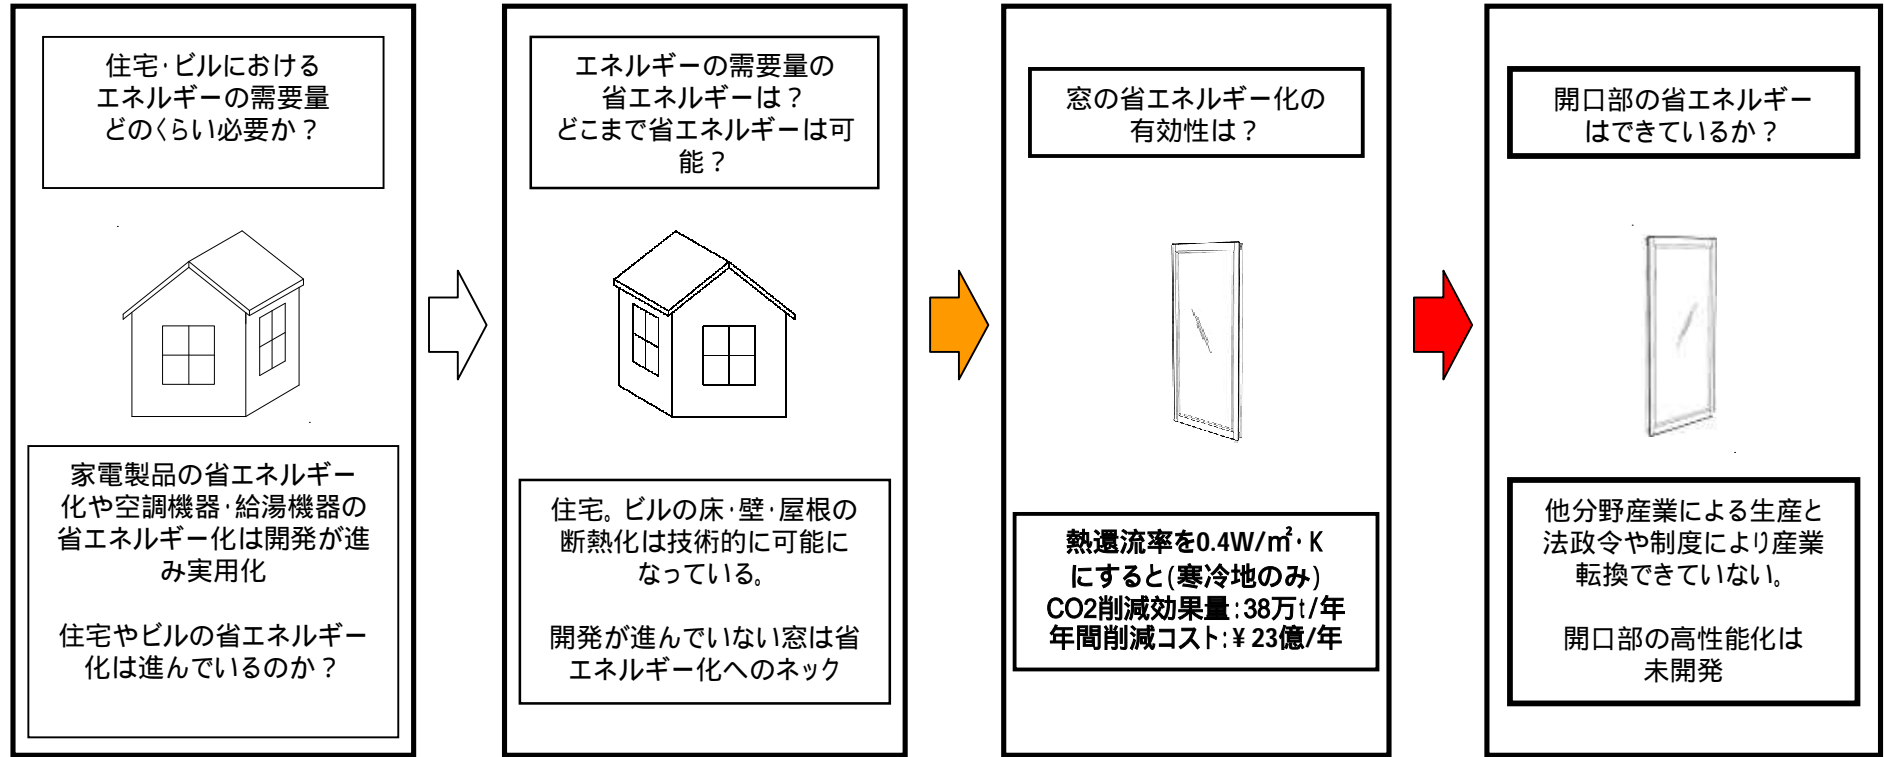 住宅･ビルにおける
エネルギーの需要量
どのくらい必要か？
家電製品の省エネルギー
化や空調機器･給湯機器の
省エネルギー化は開発が進
み実用化
住宅やビルの省エネルギー
化は進んでいるのか？
エネルギーの需要量の
省エネルギーは？
どこまで省エネルギーは可
能？
住宅｡ビルの床･壁･屋根の
断熱化は技術的に可能に
なっている｡
開発が進んでいない窓は省
エネルギー化へのネック
窓の省エネルギー化の
有効性は？
熱還流率を0.4W/㎡･K
にすると(寒冷地のみ)
CO2削減効果量:38万t/年
年間削減コスト:¥23億/年
開口部の省エネルギー
はできているか？
他分野産業による生産と
法政令や制度により産業
転換できていない｡
開口部の高性能化は
未開発